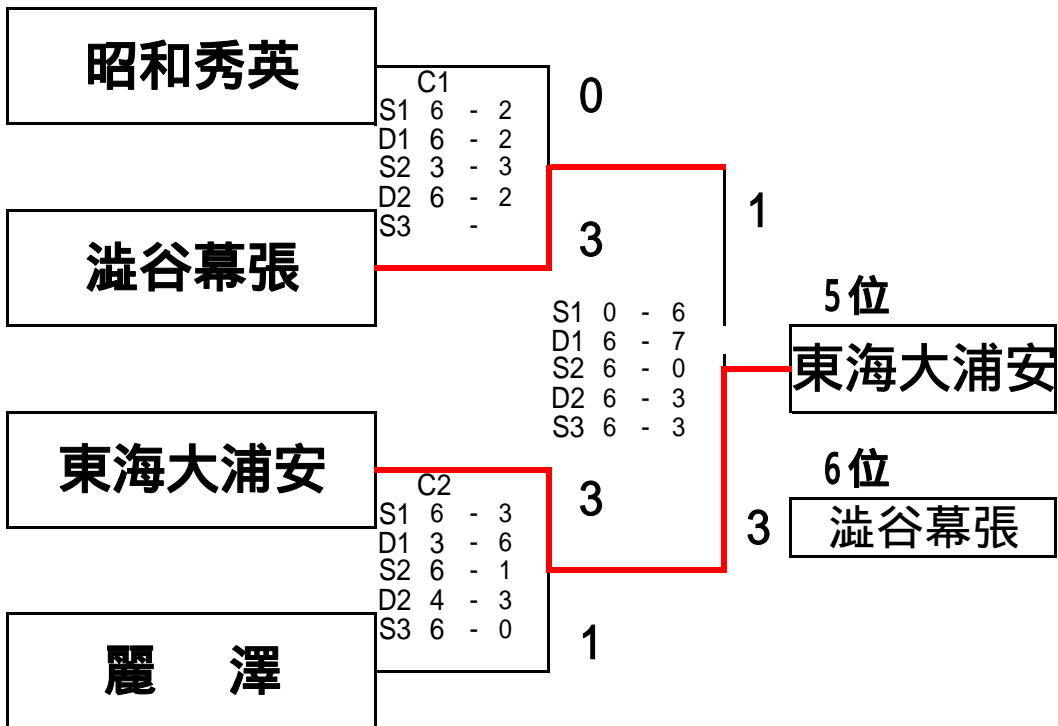 昭和秀英
C1
S1 6 - 2
D1 6 - 2
S2 3 - 3
D2 6 - 2
S3 -
0
澁谷幕張
3
1
S1 0 - 6
D1 6 - 7
S2 6 - 0
D2 6 - 3
S3 6 - 3
5位
東海大浦安
東海大浦安
C2
S1 6 - 3
D1 3 - 6
S2 6 - 1
D2 4 - 3
S3 6 - 0
3
6位
3
澁谷幕張
麗 澤
1